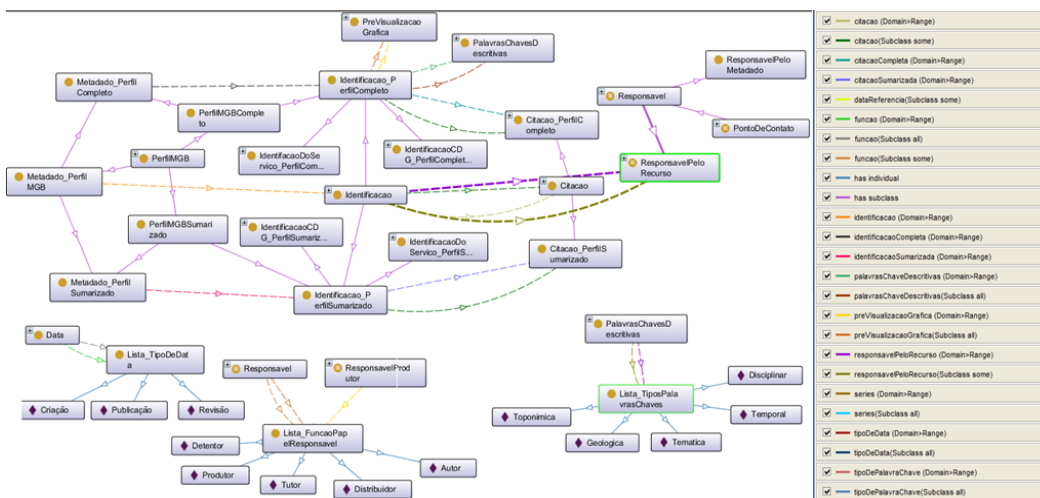 PreVisualizacao
Grafica
PalavrasChavesD
escritivas
Metadado_Perfil
Completo
Identificacao_P
erfilCompleto
ResponsavelPelo
Metadado
Responsavel
PerfilMGBComple
to
Citacao_PerfilC
ompleto
PontoDeContato
PerfilMGB
IdentifacaoDoSe
rvico_PerfilCom...
IdentificacaoCD
G_PerfilComplet...
ResponsavelPelo
Recurso
Metadado_Perfil
MGB
Identificacao
Citacao
PerfilMGBSumari
zado
IdentificacaoCD
G_PerfilSumariz...
IdentificacaoDo
Servico_PerfilS...
Citacao_PerfilS
umarizado
Metadado_Perfil
Sumarizado
Identificacao_P
erfilSumarizado
Data
Lista_TipoDeDat
a
Criação
Publicação
Revisão
Responsavel
ResponsavelProd
utor
Lista_FuncaoPap
elResponsavel
Detentor
Produtor
Tutor
Distribuidor
Autor
PalavrasChavesD
escritivas
Lista_TiposPala
vrasChaves
Disciplinar
Toponimica
Temporal
Geologica
Tematica
citacao (Domain>Range)
citacao(Subclass some)
citacaoCompleta (Domain>Range)
citacaoSumarizada (Domain>Range)
dataReferencia(Subclass some)
funcao (Domain>Range)
funcao(Subclass all)
funcao(Subclass some)
has individual
has subclass
identificacao (Domain>Range)
identificacaoCompleta (Domain>Range)
identificacaoSumarizada (Domain>Range)
palavrasChaveDescritivas (Domain>Range)
palavrasChaveDescritivas(Subclass all)
preVisualizacaoGrafica (Domain>Range)
preVisualizacaoGrafica(Subclass all)
responsavelPeloRecurso (Domain>Range)
responsavelPeloRecurso(Subclass some)
series (Domain>Range)
series(Subclass all)
tipoDeData (Domain>Range)
tipoDeData(Subclass all)
tipoDePalavraChave (Domain>Range)
tipoDePalavraChave(Subclass all)